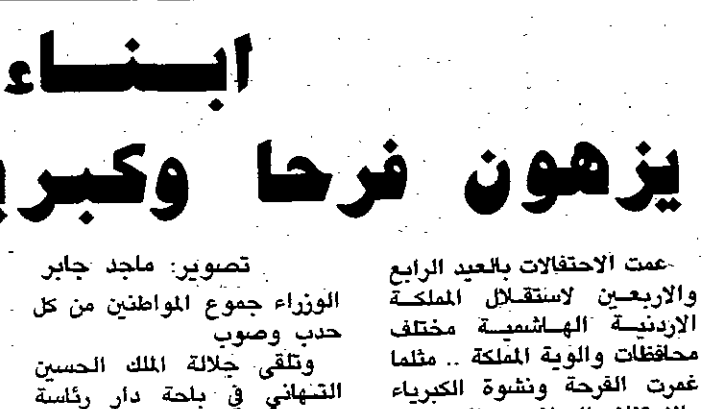 ابناء
يزهون فرحا
عمت الاحتفالات بالعيد الرابع
والاربعين لاستقلال المملكة
الاردنية الهاشمية مختلف
محافظات والوية المملكة .. مثلما
غمرت الفرحة ونشوة الكبرياء
تصوير: ماجد جابر
الوزراء جموع المواطنين من كل
حدب وصوب
وتلقى جلالة الملك الحسين
التهاني في باحة دار رئاسة